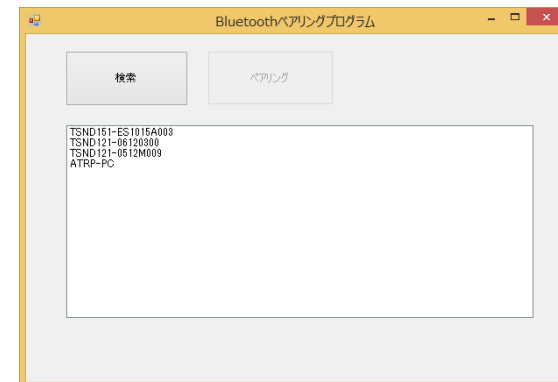 Bluetoothペアリングプログラム
検索
ペアリング
TSND151-ES1015A003
TSND121-06120300
TSND121-0512M009
ATRP-PC